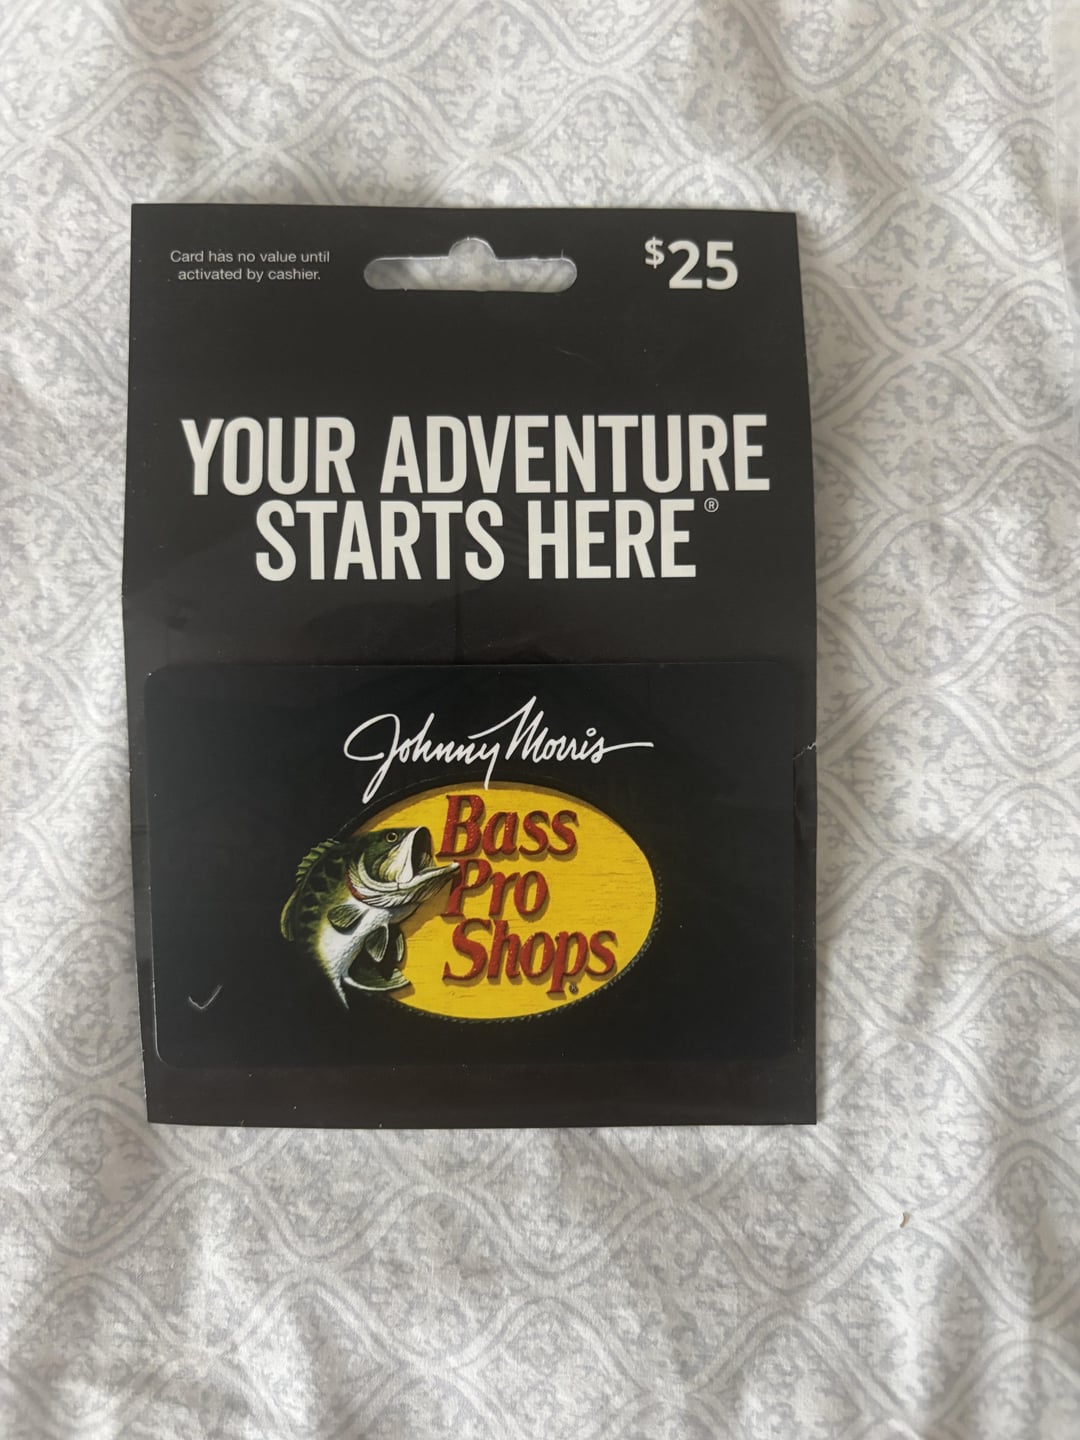 Card has no value until
activated by cashier.
$25
YOUR ADVENTURE
STARTS HERE®
Johnny Morris
Bass
Pro
Shops